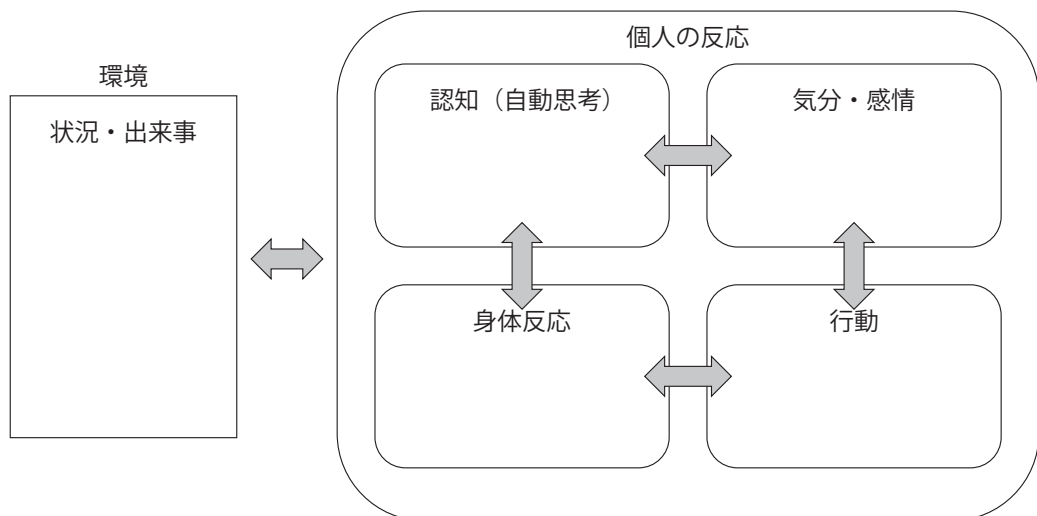 個人の反応
環境
認知（自動思考）
気分・感情
状況・出来事
身体反応
行動